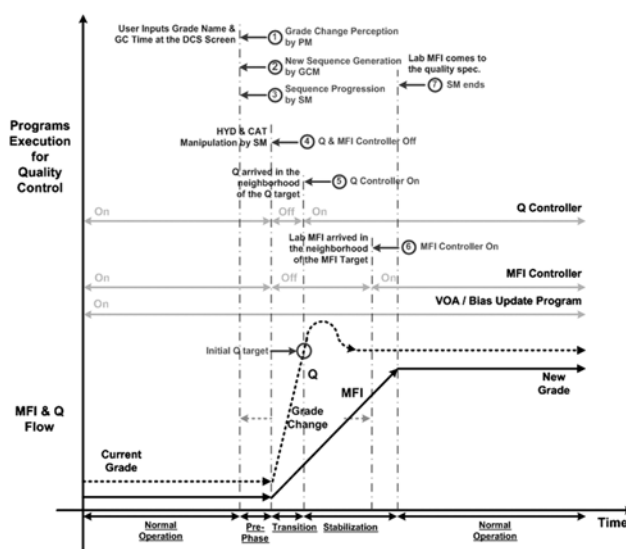 User Inputs Grade Name &
GC Time at the DCS Screen
1 Grade Change Perception
by PM
2 New Sequence Generation
by GCM
3 Sequence Progression
by SM
Lab MFI comes to
the quality spec.
7 SM ends
Programs
Execution
for
Quality
Control
HYD & CAT
Manipulation by SM
4 Q & MFI Controller Off
Q arrived in the
neighborhood
of the Q target
5 Q Controller On
On
Off
On
Q Controller
Lab MFI arrived in
the neighborhood
of the MFI Target
6 MFI Controller On
On
Off
On
MFI Controller
On
VOA / Bias Update Program
Initial Q target
Q
MFI
New
Grade
MFI & Q
Flow
Grade
Change
Current
Grade
Time
Normal
Operation
Pre-
Phase
Transition
Stabilization
Normal
Operation